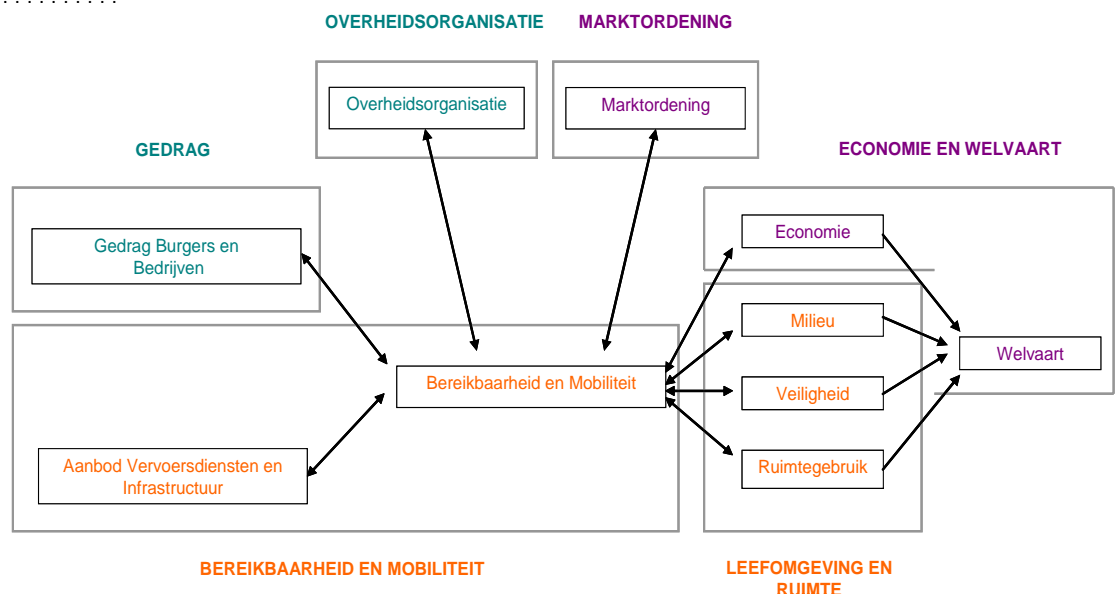 . . . . . . . . . .
OVERHEIDSORGANISATIE
MARKTORDENING
Overheidsorganisatie
Marktordening
GEDRAG
ECONOMIE EN WELVAART
Gedrag Burgers en
Bedrijven
Economie
Milieu
Welvaart
Bereikbaarheid en Mobiliteit
Veiligheid
Aanbod Vervoersdiensten en
Infrastructuur
Ruimtegebruik
BEREIKBAARHEID EN MOBILITEIT
LEEFOMGEVING EN
RUIMTE